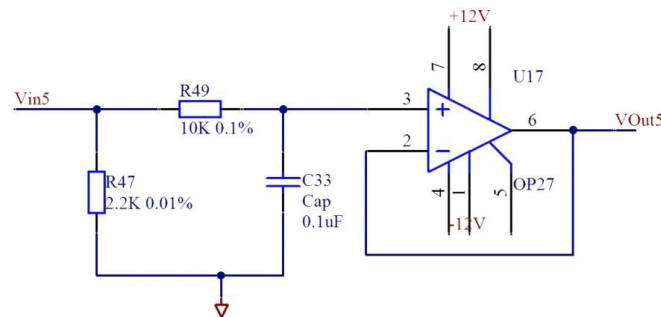 +12V
7
8
U17
Vin5
R49
10K 0.1%
3
+
6
VOut5
2
−
R47
2.2K 0.01%
C33
Cap
0.1uF
4
1
5
OP27
-12V